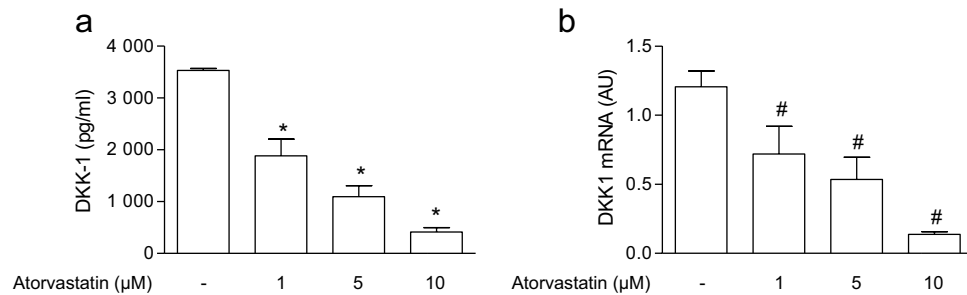 a
4 000
3 000
2 000
1 000
0
DKK-1 (pg/ml)
*
*
*
Atorvastatin (µM) - 1 5 10
b
1.5
1.0
0.5
0.0
DKK1 mRNA (AU)
#
#
#
Atorvastatin (µM) - 1 5 10